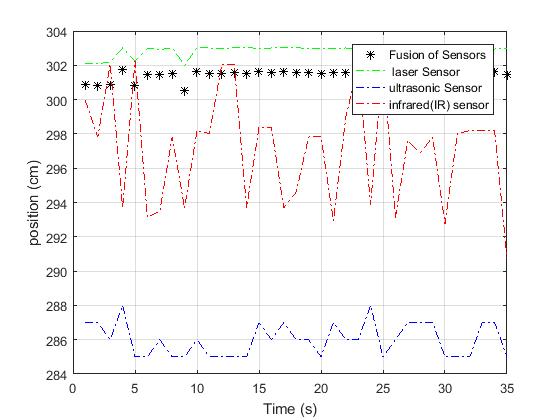 304
302
300
298
296
294
292
290
288
286
284
position (cm)
Fusion of Sensors
laser Sensor
ultrasonic Sensor
infrared(IR) sensor
0 5 10 15 20 25 30 35
Time (s)